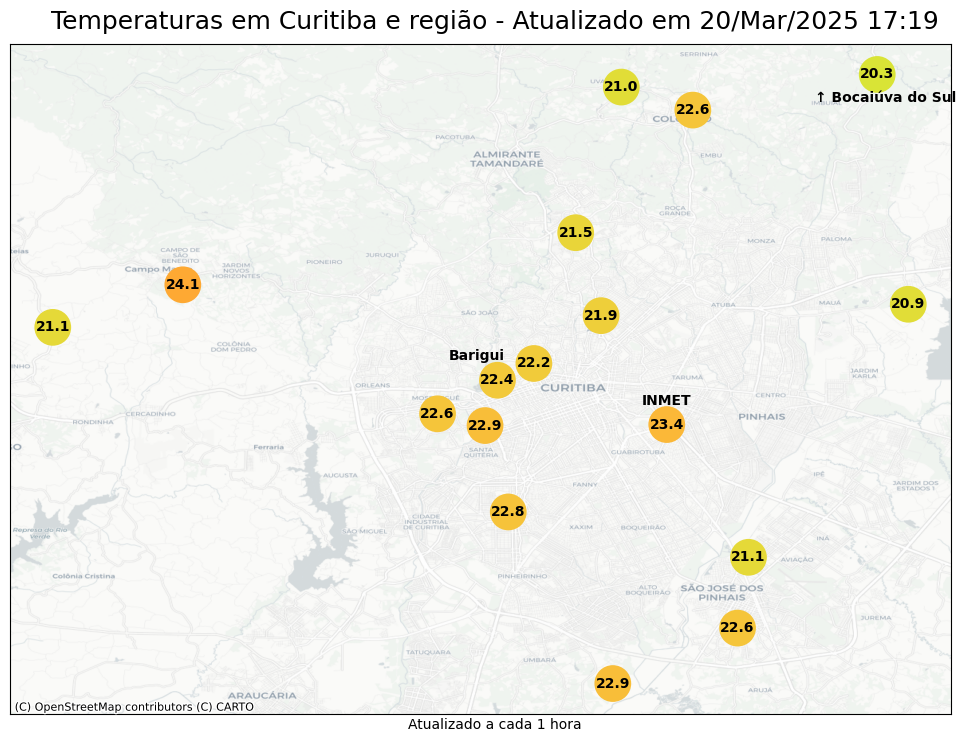 Temperaturas em Curitiba e região - Atualizado em 20/Mar/2025 17:19
SERRINHA
20.3
21.0
↑ Bocaiúva do Sul
22.6
PACOTUBA
ALMIRANTE
TAMANDARÉ
EMBU
ROÇA
GRANDE
21.5
MONZA
PALOMA
CAMPO DE
SÃO
BENEDITO
JURUQUI
PIONEIRO
JARDIM
NOVOS
HORIZONTES
Campo
24.1
20.9
ATUBA
MAUÁ
SÃO JOÃO
21.9
21.1
COLÔNIA
DOM PEDRO
Barigui
22.2
22.4
JARDIM
KARLA
TARUMÃ
ORLEANS
CURITIBA
CENTRO
INMET
22.6
CERCADINHO
RONDINHA
PINHAIS
22.9
23.4
Ferraria
SANTA
QUITÉRIA
GUABIROTUBA
AUGUSTA
IPÊ
FANNY
JARDIM DOS
ESTADOS I
22.8
CIDADE
INDUSTRIAL
DE CURITIBA
XAXIM
BOQUEIRÃO
SÃO MIGUEL
Represa do Rio
Verde
INÁ
21.1
AVIAÇÃO
Colônia Cristina
PINHEIRINHO
ALTO
BOQUEIRÃO
SÃO JOSÉ DOS
PINHAIS
JUREMA
22.6
TATUQUARA
UMBARÁ
22.9
ARUJÁ
ARAUCÁRIA
(C) OpenStreetMap contributors (C) CARTO
Atualizado a cada 1 hora